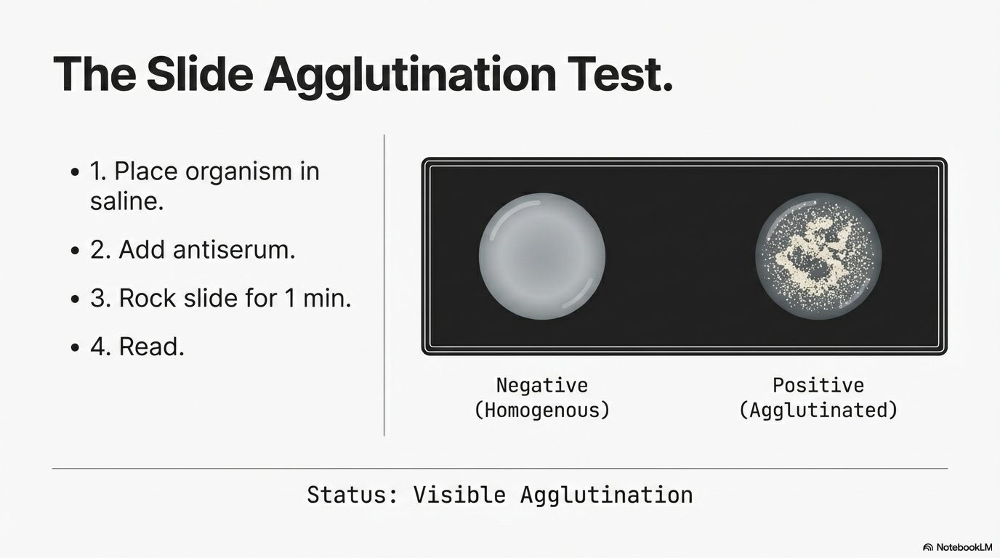 The Slide Agglutination Test.
• 1. Place organism in
saline.
• 2. Add antiserum.
• 3. Rock slide for 1 min.
• 4. Read.
Negative
(Homogenous)
Positive
(Agglutinated)
Status: Visible Agglutination
NotebookLM